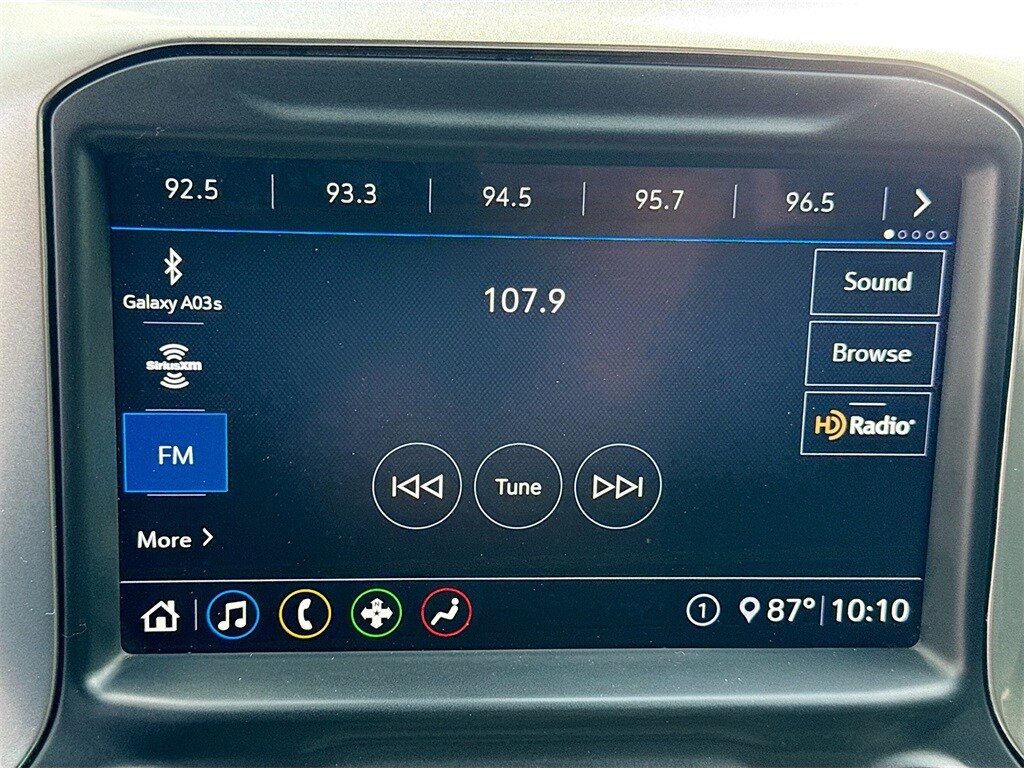 92.5 93.3 94.5 95.7 96.5
Galaxy A03s
107.9
Sound
SiriusXM
Browse
HD Radio
FM
Tune
More
N
1 87° 10:10